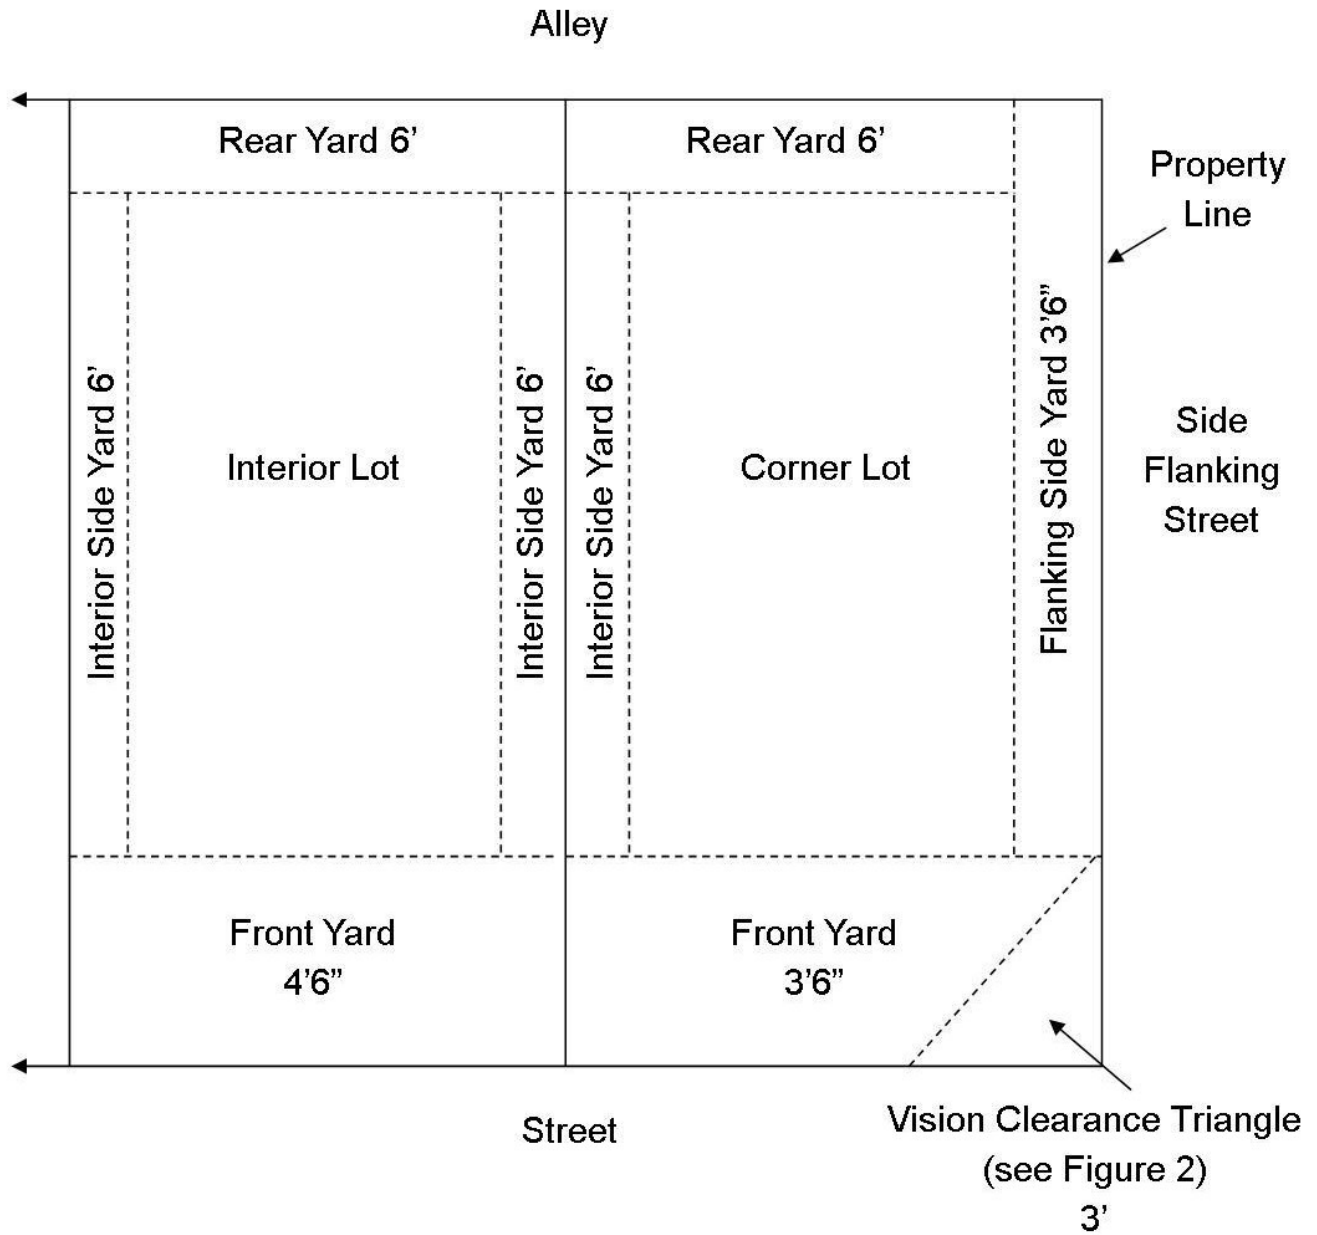 Alley
Rear Yard 6’
Rear Yard 6’
Property
Line
Interior Side Yard 6’
Interior Lot
Interior Side Yard 6’
Interior Side Yard 6’
Corner Lot
Flanking Side Yard 3’6”
Side
Flanking
Street
Front Yard
4’6”
Front Yard
3’6”
Street
Vision Clearance Triangle
(see Figure 2)
3’